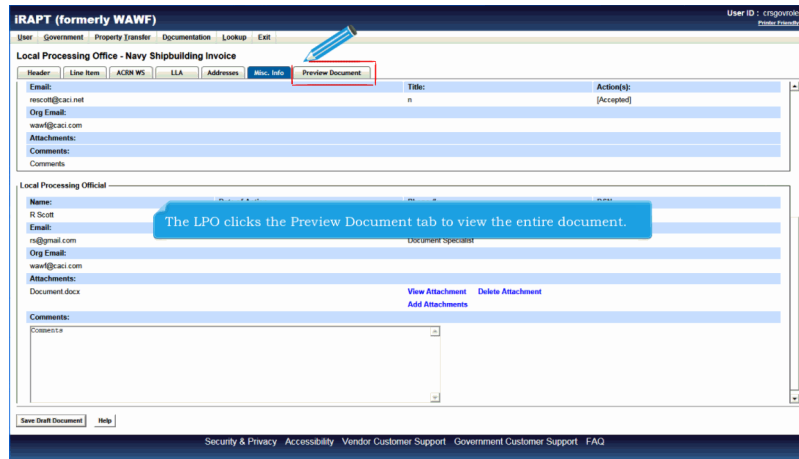 iRAPT (formerly WAWF)
User ID : crsgovrole
Printer Friendly
User Government Property Transfer Documentation Lookup Exit
Local Processing Office - Navy Shipbuilding Invoice
Header Line Item ACRN WS LLA Addresses Misc. Info Preview Document
Email: Title: Action(s):
rescott@caci.net n [Accepted]
Org Email:
wawf@caci.com
Attachments:
Comments:
Comments
Local Processing Official
Name:
R Scott
The LPO clicks the Preview Document tab to view the entire document.
Email:
rs@gmail.com Document Specialist
Org Email:
wawf@caci.com
Attachments:
Document.docx View Attachment Delete Attachment
Add Attachments
Comments:
Comments
Save Draft Document Help
Security & Privacy Accessibility Vendor Customer Support Government Customer Support FAQ